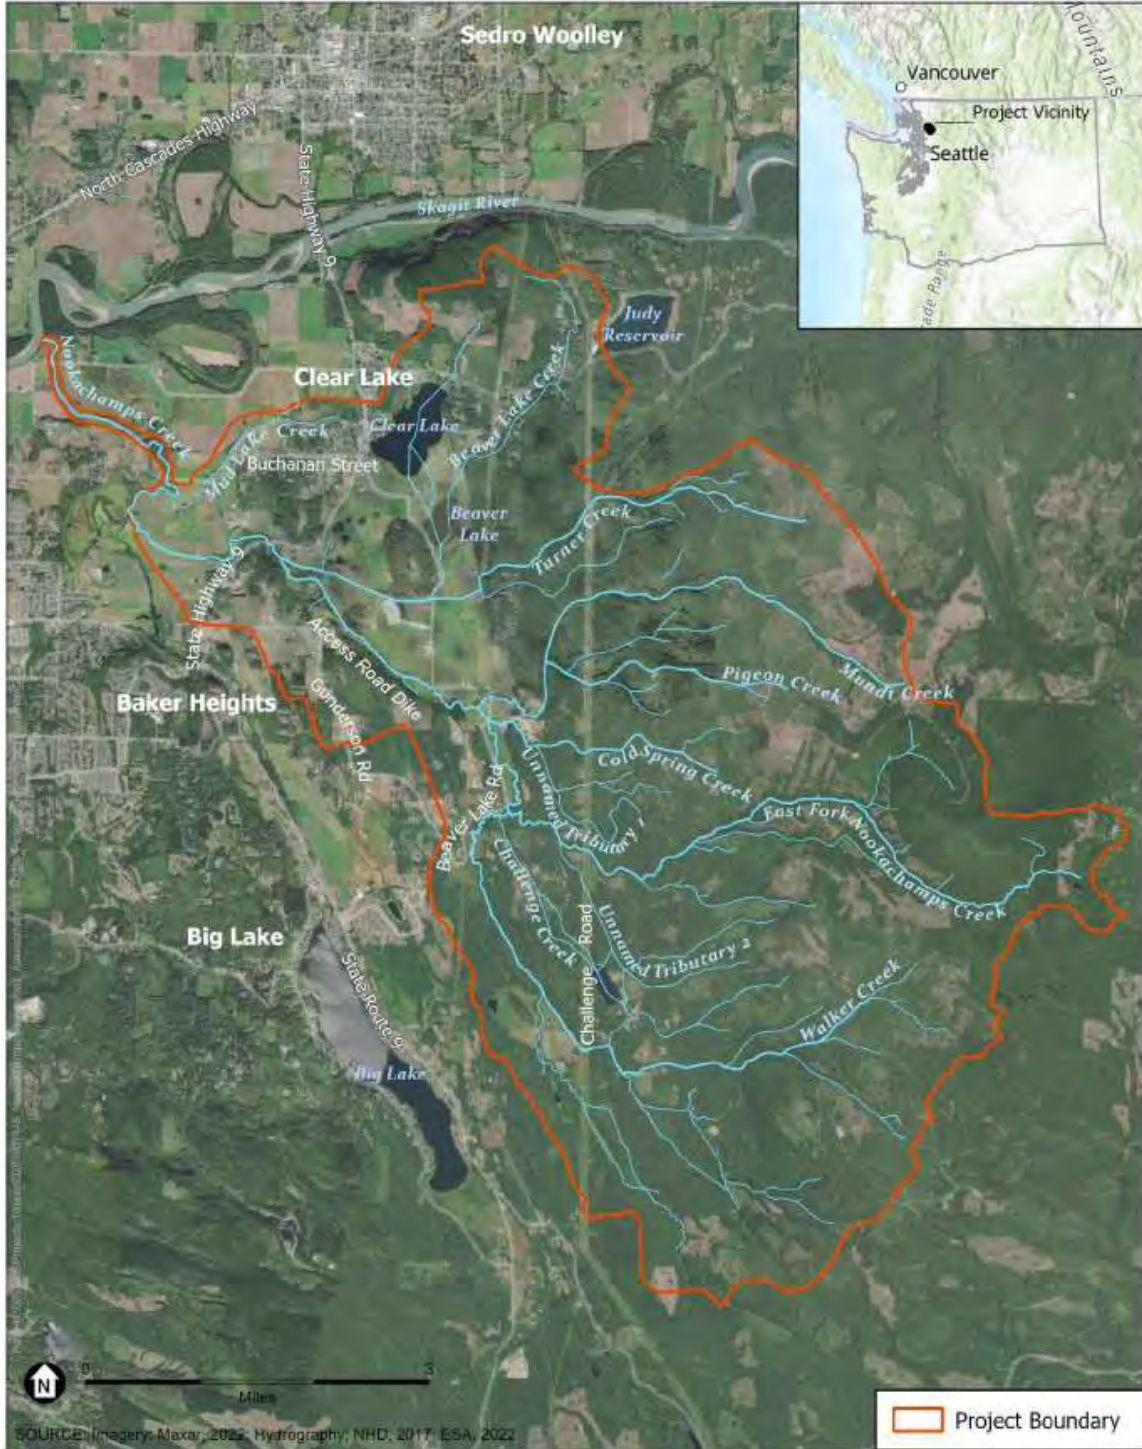 Sedro Woolley
Vancouver
Mountains
Project Vicinity
Seattle
ade Range
North Cascades Highway
State Highway 9
Skagit River
Judy
Reservoir
Nookachamps Creek
Clear Lake
Clear Lake
Mud Lake Creek
Beaver Lake Creek
Buchanan Street
Beaver
Lake
Turner Creek
State Highway 9
Access Road Dike
Gunderson Rd
Baker Heights
Pigeon Creek
Mundt Creek
Cold Spring Creek
Unnamed Tributary 1
Beaver Lake Rd
East Fork Nookachamps Creek
Challenge Creek
Challenge Road
Unnamed Tributary 2
Big Lake
State Route 9
Walker Creek
Big Lake
N
0 3
Miles
SOURCE: Imagery: Maxar, 2022; Hydrography: NHD, 2017; ESA, 2022
Project Boundary